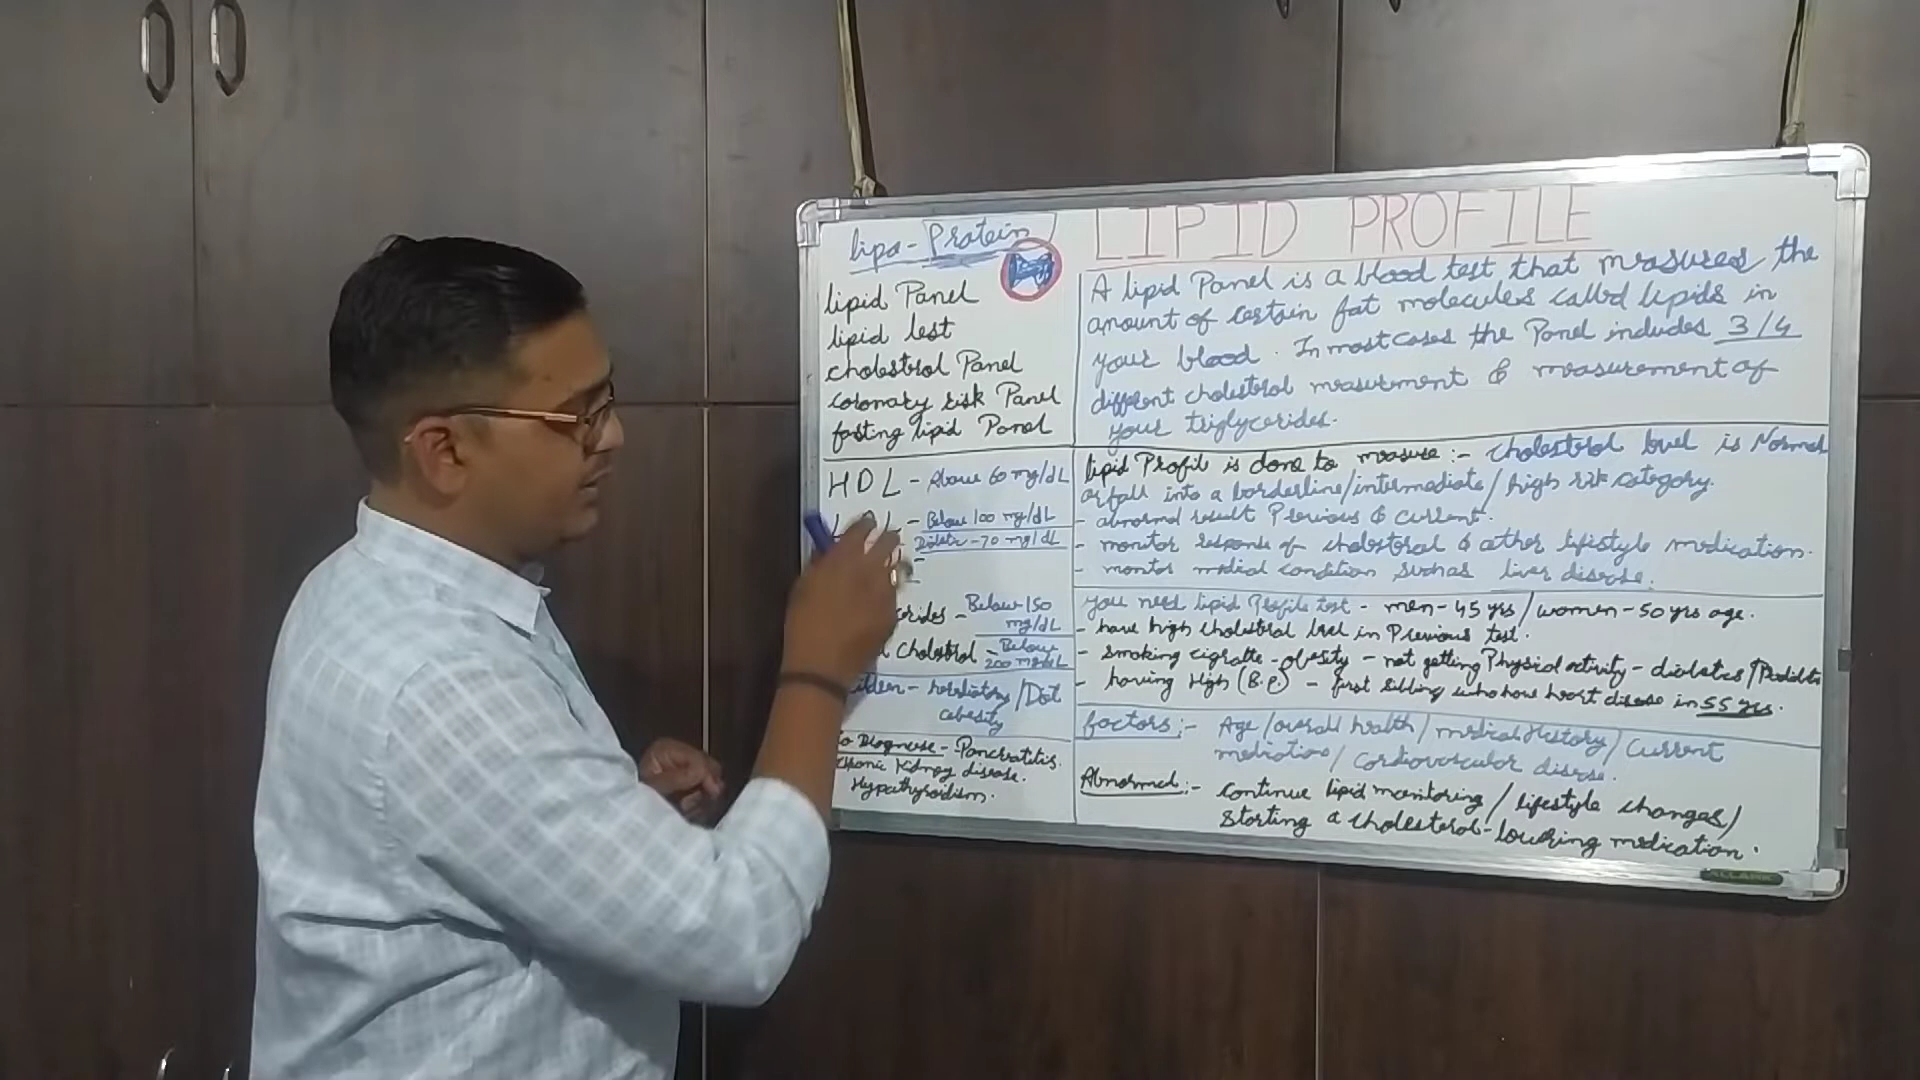 lipo-Protein
LIPID PROFILE
lipid Panel
lipid test
cholestrol Panel
coronary risk Panel
fasting lipid Panel
A lipid Panel is a blood test that measures the
amount of certain fat molecules called lipids in
your blood. In most cases the Panel includes 3/4
different cholestrol measurement & measurement of
your triglycerides.
HDL - Above 60 mg/dL
- Below 100 mg/dL
- 70 mg/dL
- Below 150
mg/dL
cholestrol - Below
200 mg/dL
/Diet
obesity
to Diagnose - Pancreatitis.
chronic kidney disease.
Hypothyroidism.
lipid Profil is done to measure :- cholestrol level is Normal
or fall into a borderline/intermediate/high risk category.
- abnormal result Previous & current.
- monitor response of cholestoral & other lifestyle medication.
- monitor medical condition such as liver disease.
you need lipid Profile test - men - 45 yrs/women - 50 yrs age.
- have high cholestral level in Previous test.
- smoking cigratte - obesity - not getting Physical activity - diabetes/
- having High (B.P.) - first sibling who have heart disease in 55 yrs.
factors :- Age/overall health/medical History/Current
medication/cardiovascular disease.
Abnormal :- continue lipid monitoring/lifestyle changes/
starting a cholesterol-lowering medication.